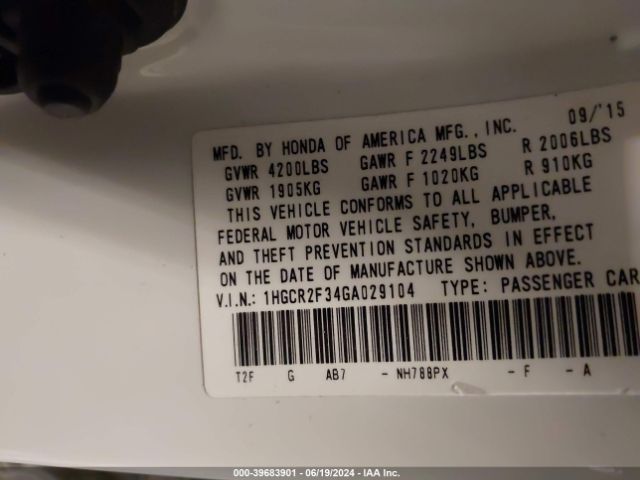 09/'15
MFD. BY HONDA OF AMERICA MFG., INC.
GVWR 4200LBS GAWR F 2249LBS R 2006LBS
GVWR 1905KG GAWR F 1020KG R 910KG
THIS VEHICLE CONFORMS TO ALL APPLICABLE
FEDERAL MOTOR VEHICLE SAFETY, BUMPER,
AND THEFT PREVENTION STANDARDS IN EFFECT
ON THE DATE OF MANUFACTURE SHOWN ABOVE.
V.I.N.: 1HGCR2F34GA029104 TYPE: PASSENGER CAR
T2F G AB7 - NH788PX - F - A
000-39683901 - 06/19/2024 - IAAI.COM